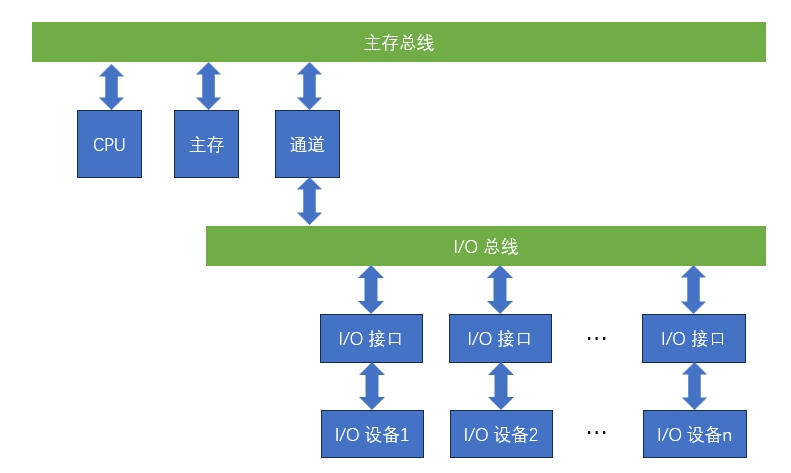 主存总线
CPU
主存
通道
I/O 总线
I/O 接口
I/O 接口
...
I/O 接口
I/O 设备1
I/O 设备2
...
I/O 设备n